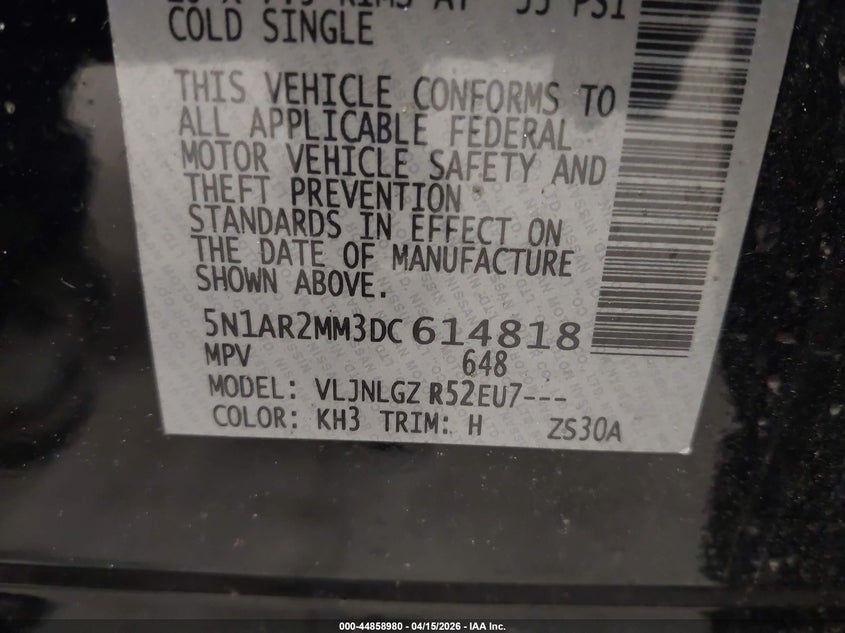 COLD SINGLE
THIS VEHICLE CONFORMS TO
ALL APPLICABLE FEDERAL
MOTOR VEHICLE SAFETY AND
THEFT PREVENTION
STANDARDS IN EFFECT ON
THE DATE OF MANUFACTURE
SHOWN ABOVE.
5N1AR2MM3DC 614818
MPV 648
MODEL: VLJNLGZ R52EU7---
COLOR: KH3 TRIM: H ZS30A
000-44858980 - 04/15/2026 - IAA Inc.